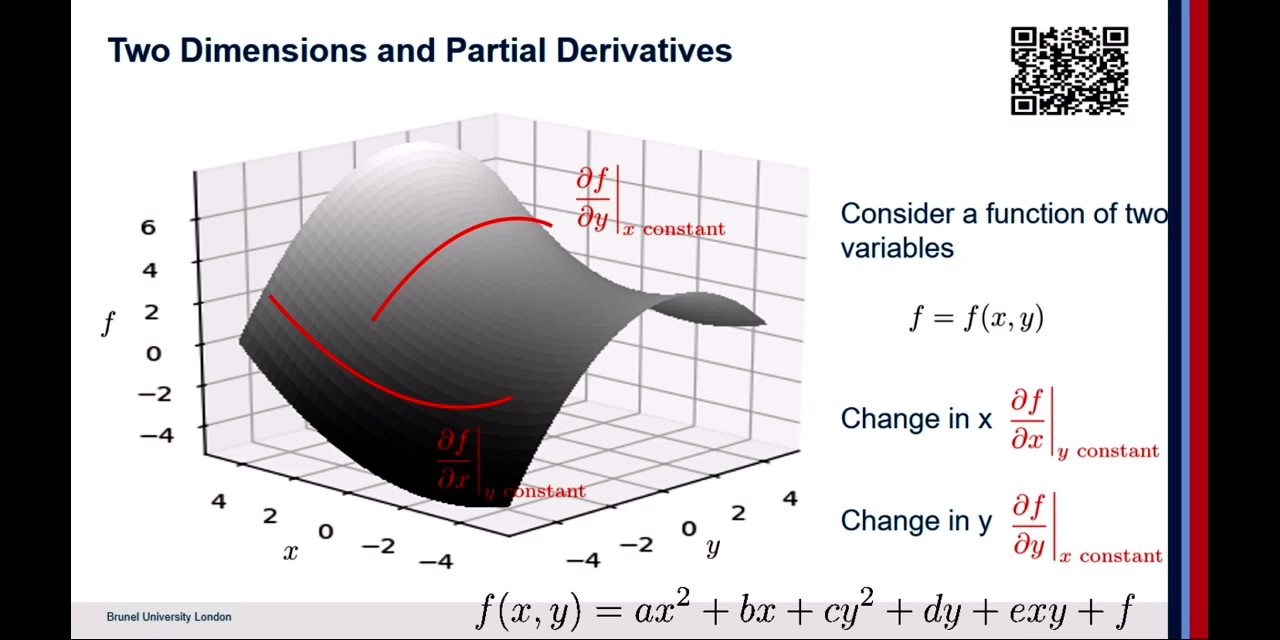 Two Dimensions and Partial Derivatives
∂f/∂y|x constant
6
4
2
0
−2
−4
f
∂f/∂x|y constant
4
2
0
−2
−4
x
−4
−2
0
2
4
y
Consider a function of two
variables
f = f(x, y)
Change in x ∂f/∂x|y constant
Change in y ∂f/∂y|x constant
f(x, y) = ax² + bx + cy² + dy + exy + f
Brunel University London